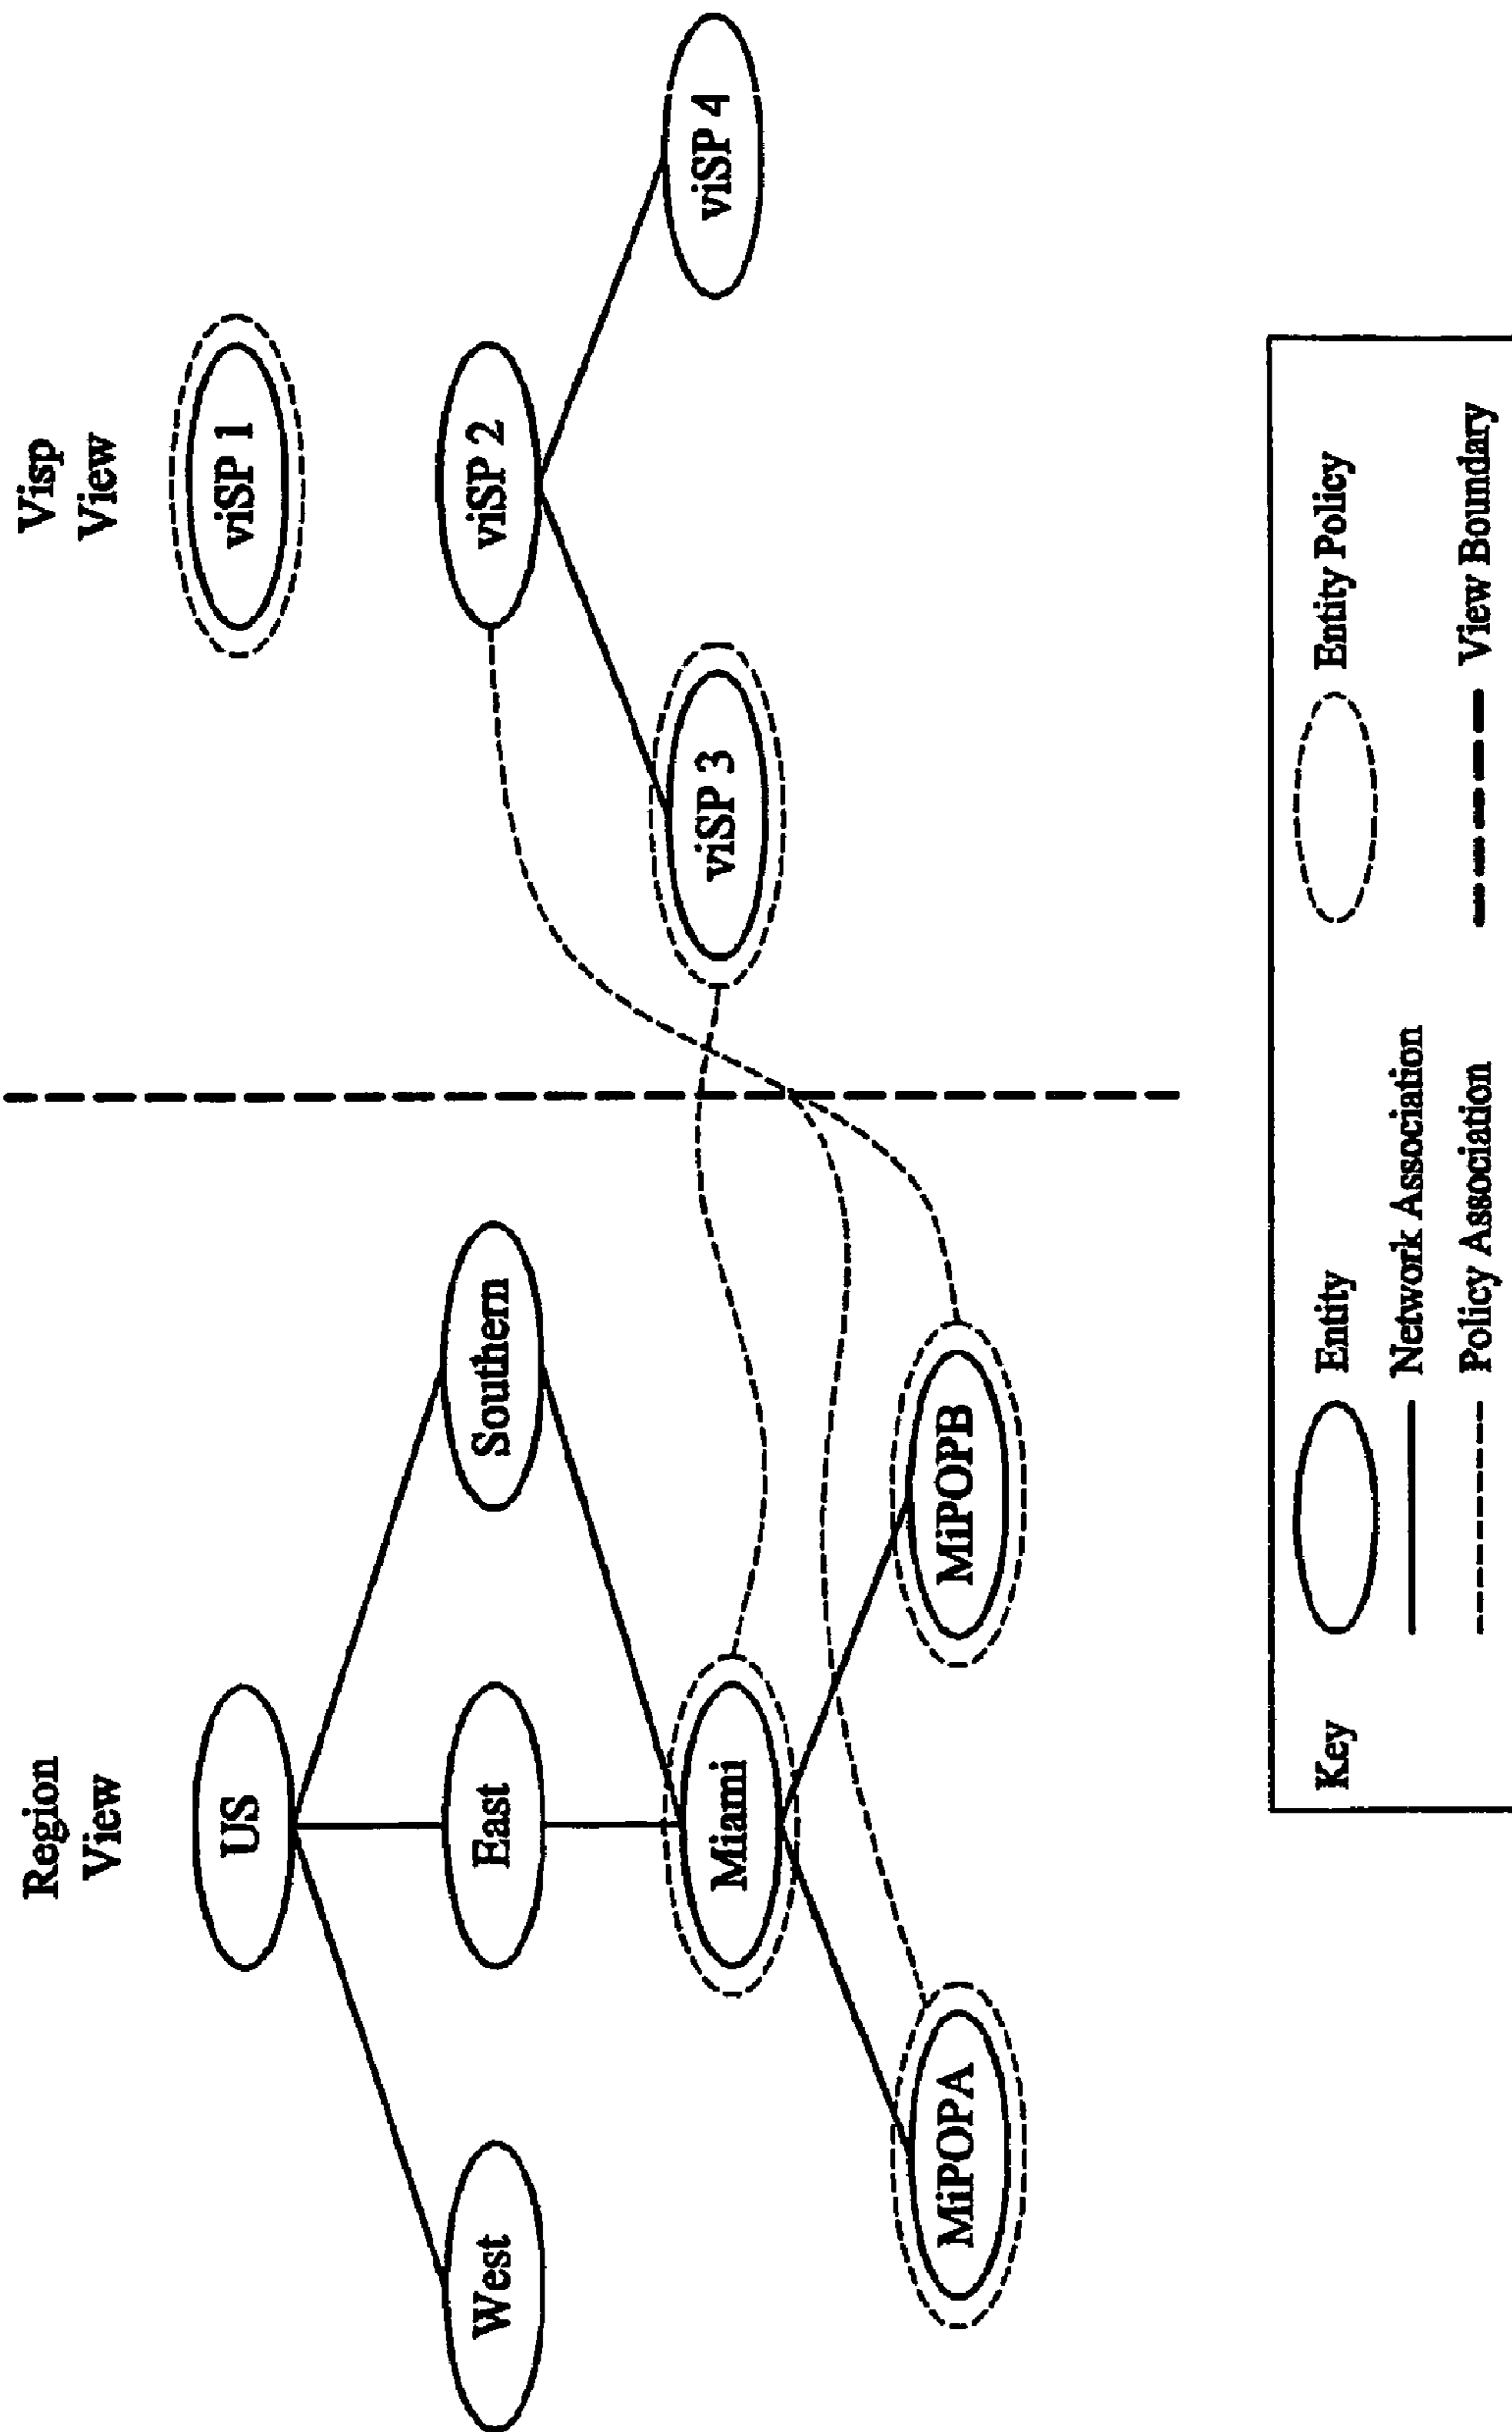 Region
View
Visp
View
US
viSP 1
West
East
Southern
viSP 2
Miami
viSP 3
viSP 4
MiPOPA
MiPOPB
Key
Entity
Entity Policy
Network Association
Policy Association
View Boundary